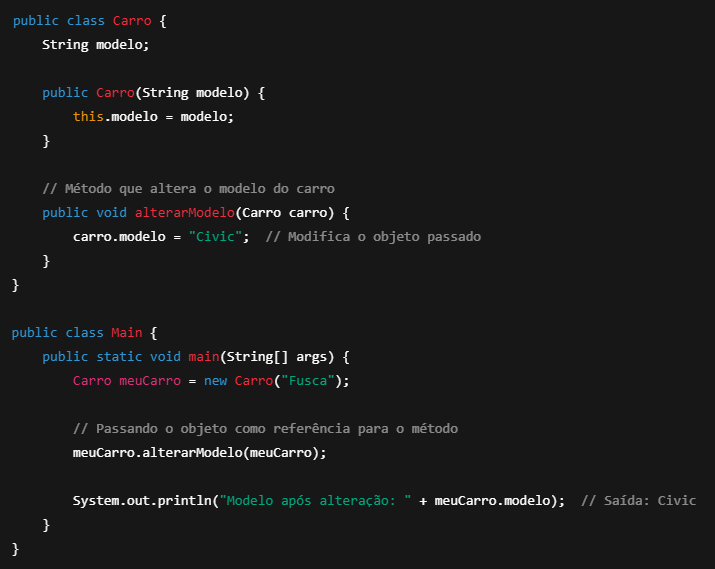 public class Carro {
    String modelo;

    public Carro(String modelo) {
        this.modelo = modelo;
    }

    // Método que altera o modelo do carro
    public void alterarModelo(Carro carro) {
        carro.modelo = "Civic";  // Modifica o objeto passado
    }
}

public class Main {
    public static void main(String[] args) {
        Carro meuCarro = new Carro("Fusca");

        // Passando o objeto como referência para o método
        meuCarro.alterarModelo(meuCarro);

        System.out.println("Modelo após alteração: " + meuCarro.modelo);  // Saída: Civic
    }
}